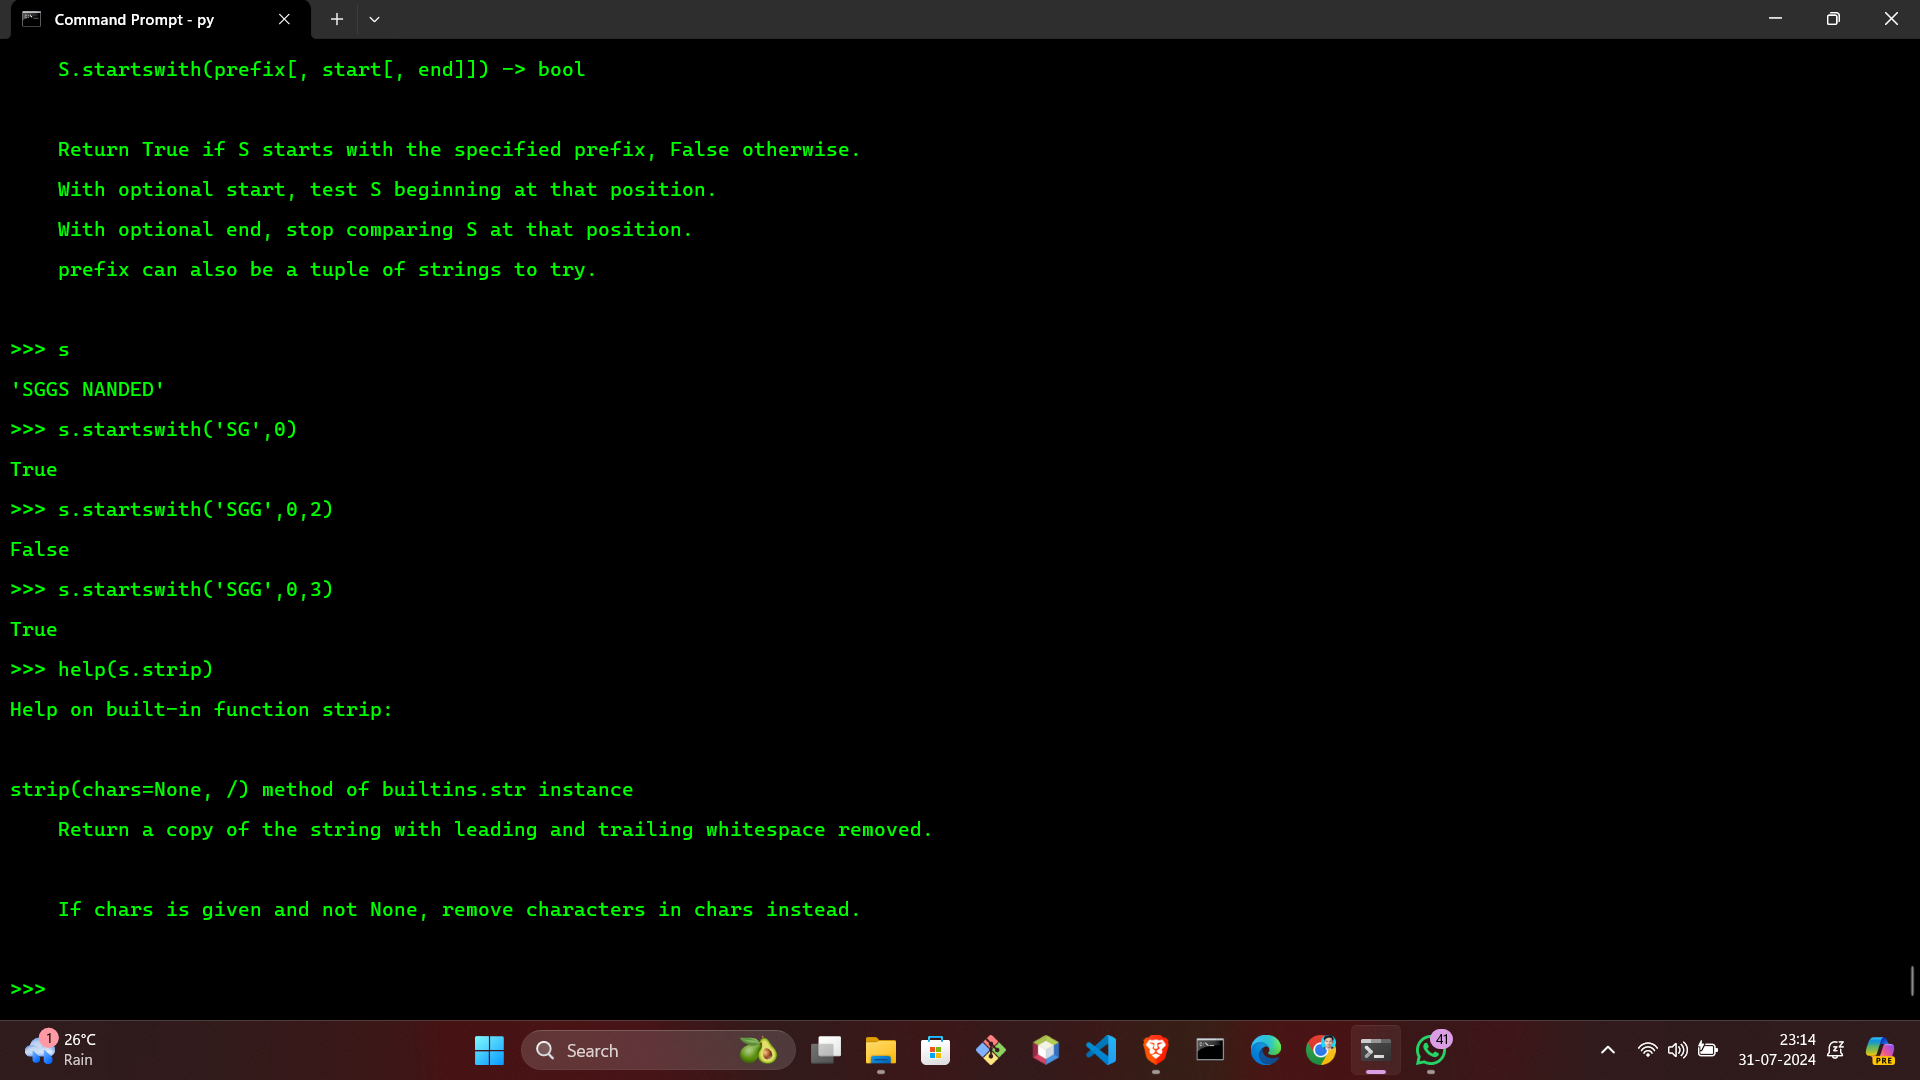 Command Prompt - py
S.startswith(prefix[, start[, end]]) -> bool
Return True if S starts with the specified prefix, False otherwise.
With optional start, test S beginning at that position.
With optional end, stop comparing S at that position.
prefix can also be a tuple of strings to try.
>>> s
'SGGS NANDED'
>>> s.startswith('SG',0)
True
>>> s.startswith('SGG',0,2)
False
>>> s.startswith('SGG',0,3)
True
>>> help(s.strip)
Help on built-in function strip:
strip(chars=None, /) method of builtins.str instance
Return a copy of the string with leading and trailing whitespace removed.
If chars is given and not None, remove characters in chars instead.
>>>
1
26°C
Rain
Search
41
23:14
31-07-2024
PRE